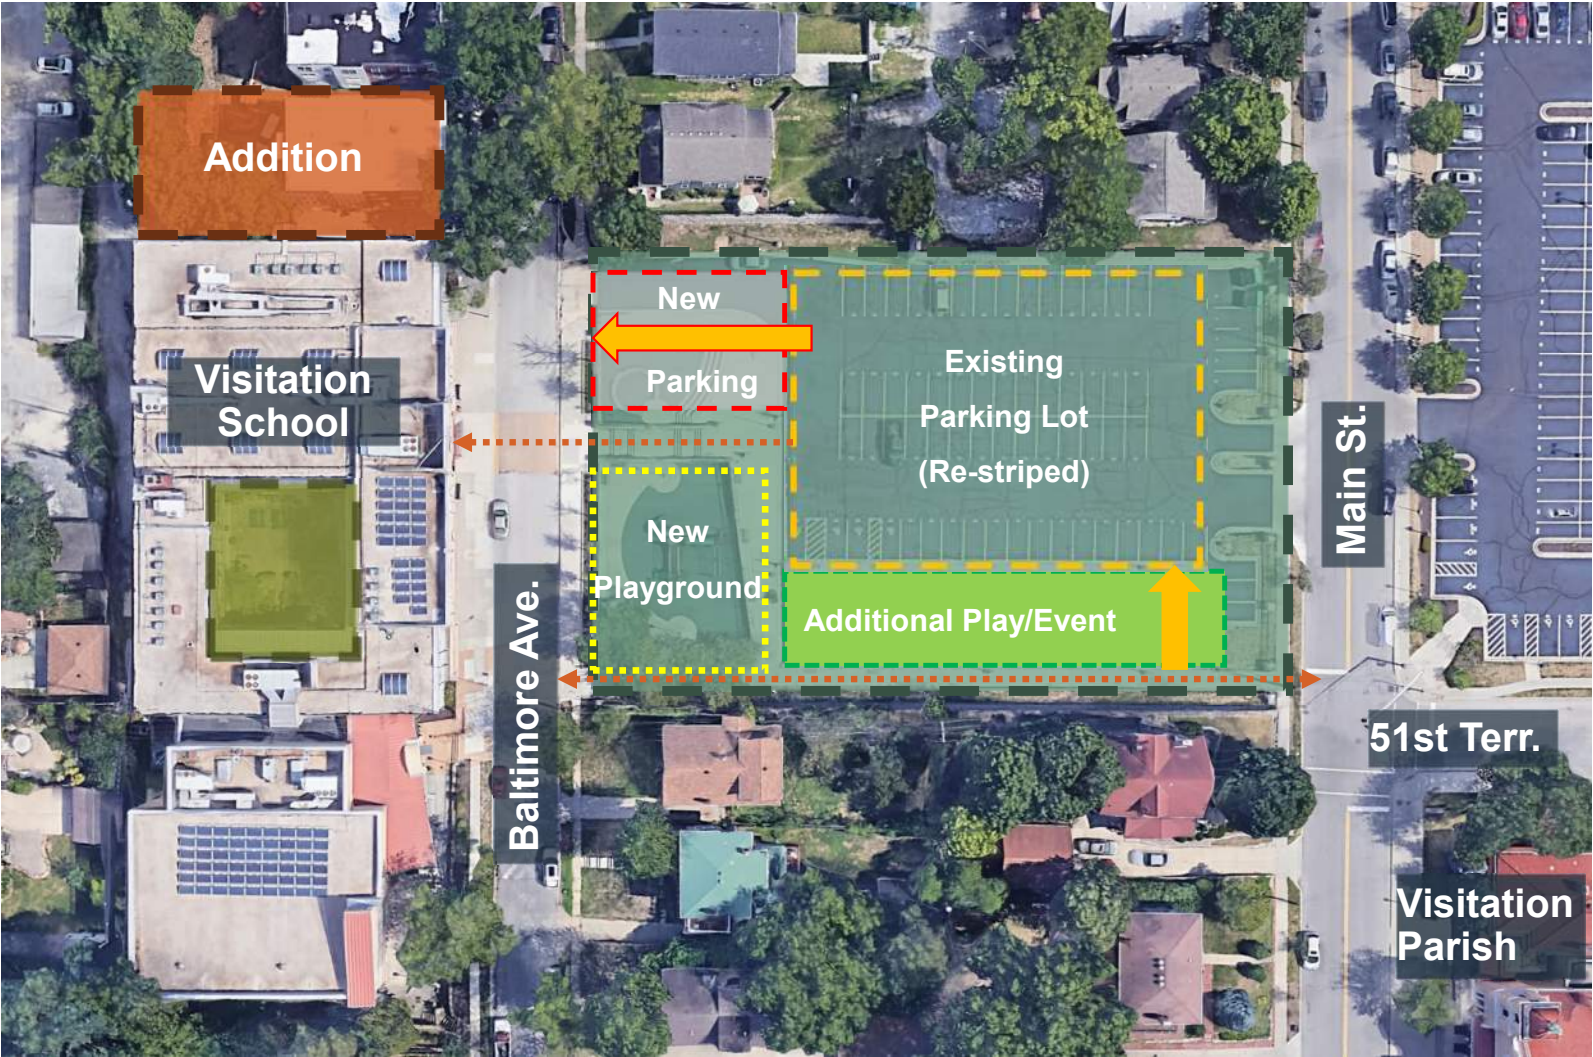 Addition
New
Parking
Existing
Parking Lot
(Re-striped)
Visitation
School
Main St.
New
Playground
Additional Play/Event
Baltimore Ave.
51st Terr.
Visitation
Parish